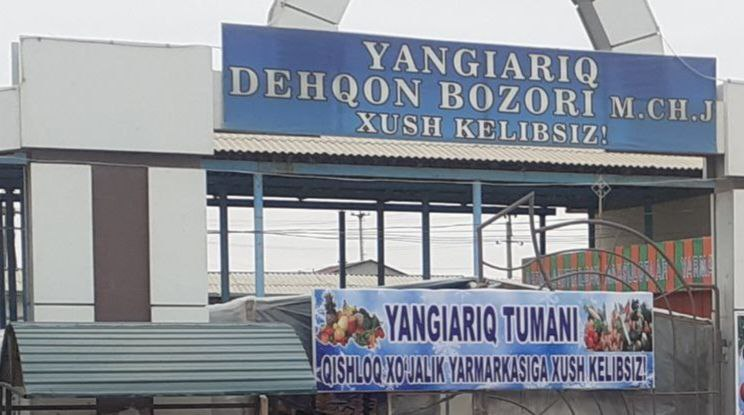 YANGIARIQ
DEHQON BOZORI M.CH.J
XUSH KELIBSIZ!
YANGIARIQ TUMANI
QISHLOQ XO'JALIK YARMARKASIGA XUSH KELIBSIZ!